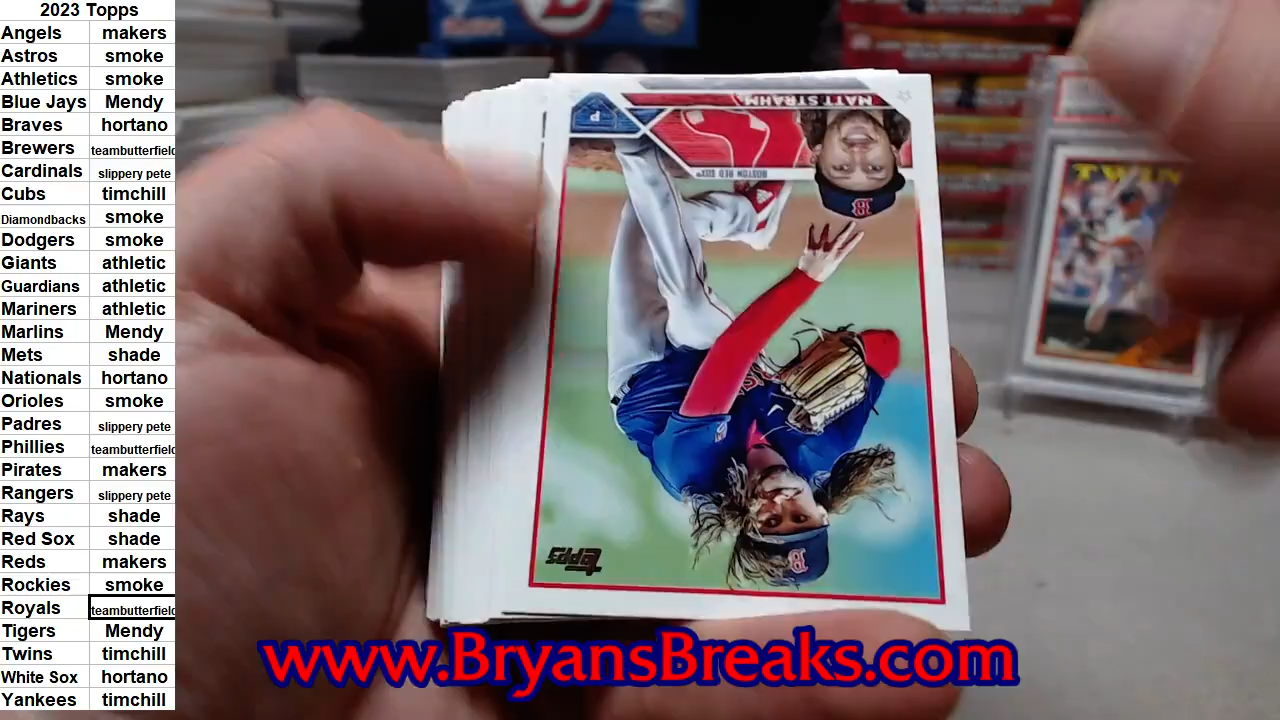 2023 Topps
Angels makers
Astros smoke
Athletics smoke
Blue Jays Mendy
Braves hortano
Brewers teambutterfield
Cardinals slippery pete
Cubs timchill
Diamondbacks smoke
Dodgers smoke
Giants athletic
Guardians athletic
Mariners athletic
Marlins Mendy
Mets shade
Nationals hortano
Orioles smoke
Padres slippery pete
Phillies teambutterfield
Pirates makers
Rangers slippery pete
Rays shade
Red Sox shade
Reds makers
Rockies smoke
Royals teambutterfield
Tigers Mendy
Twins timchill
White Sox hortano
Yankees timchill
P
MATT STRAHM
BOSTON RED SOX
B
B
Topps
TWIN
www.BryansBreaks.com